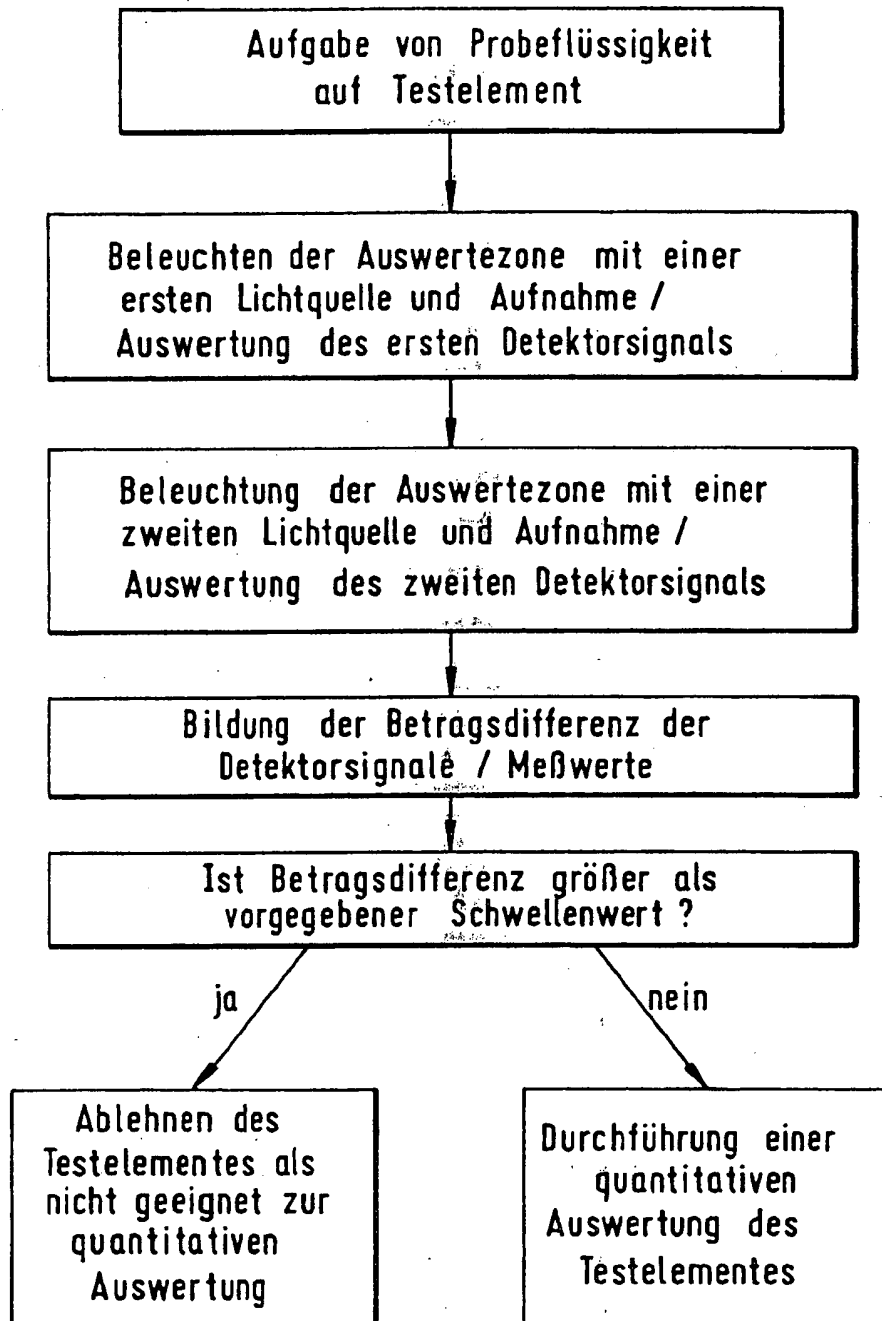 Aufgabe von Probeflüssigkeit
auf Testelement
Beleuchten der Auswertezone mit einer
ersten Lichtquelle und Aufnahme /
Auswertung des ersten Detektorsignals
Beleuchtung der Auswertezone mit einer
zweiten Lichtquelle und Aufnahme /
Auswertung des zweiten Detektorsignals
Bildung der Betragsdifferenz der
Detektorsignale / Meßwerte
Ist Betragsdifferenz größer als
vorgegebener Schwellenwert ?
ja
nein
Ablehnen des
Testelementes als
nicht geeignet zur
quantitativen
Auswertung
Durchführung einer
quantitativen
Auswertung des
Testelementes